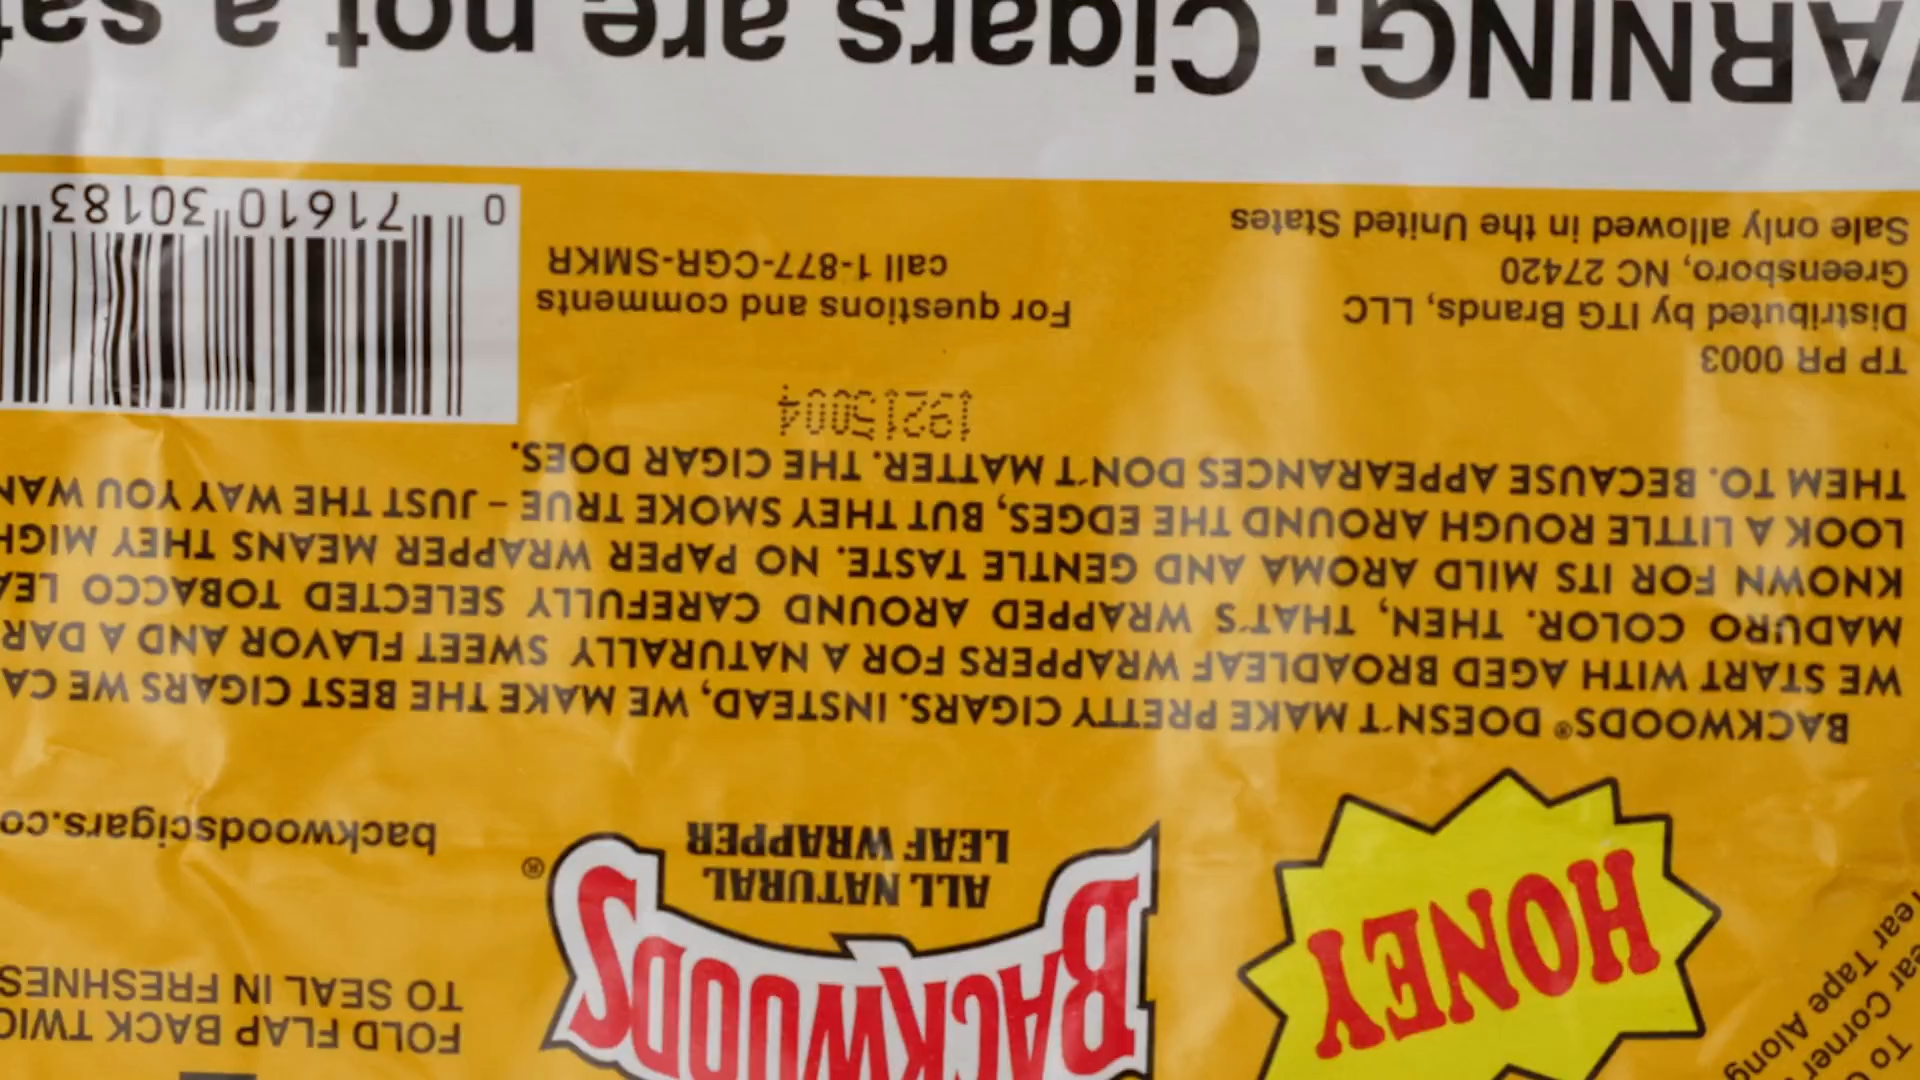 To
Corner
Tape Along
HONEY
BACKWOODS
®
ALL NATURAL
LEAF WRAPPER
FOLD FLAP BACK TWIC
TO SEAL IN FRESHNES
backwoodscigars.co
BACKWOODS® DOESN'T MAKE PRETTY CIGARS. INSTEAD, WE MAKE THE BEST CIGARS WE CA
WE START WITH AGED BROADLEAF WRAPPERS FOR A NATURALLY SWEET FLAVOR AND A DAR
MADURO COLOR. THEN, THAT'S WRAPPED AROUND CAREFULLY SELECTED TOBACCO LEA
KNOWN FOR ITS MILD AROMA AND GENTLE TASTE. NO PAPER WRAPPER MEANS THEY MIGH
LOOK A LITTLE ROUGH AROUND THE EDGES, BUT THEY SMOKE TRUE – JUST THE WAY YOU WAN
THEM TO. BECAUSE APPEARANCES DON'T MATTER. THE CIGAR DOES.
19215004
TP PR 0003
Distributed by ITG Brands, LLC
Greensboro, NC 27420
Sale only allowed in the United States
For questions and comments
call 1-877-CGR-SMKR
0 71610 30183
ARNING: Cigars are not a saf